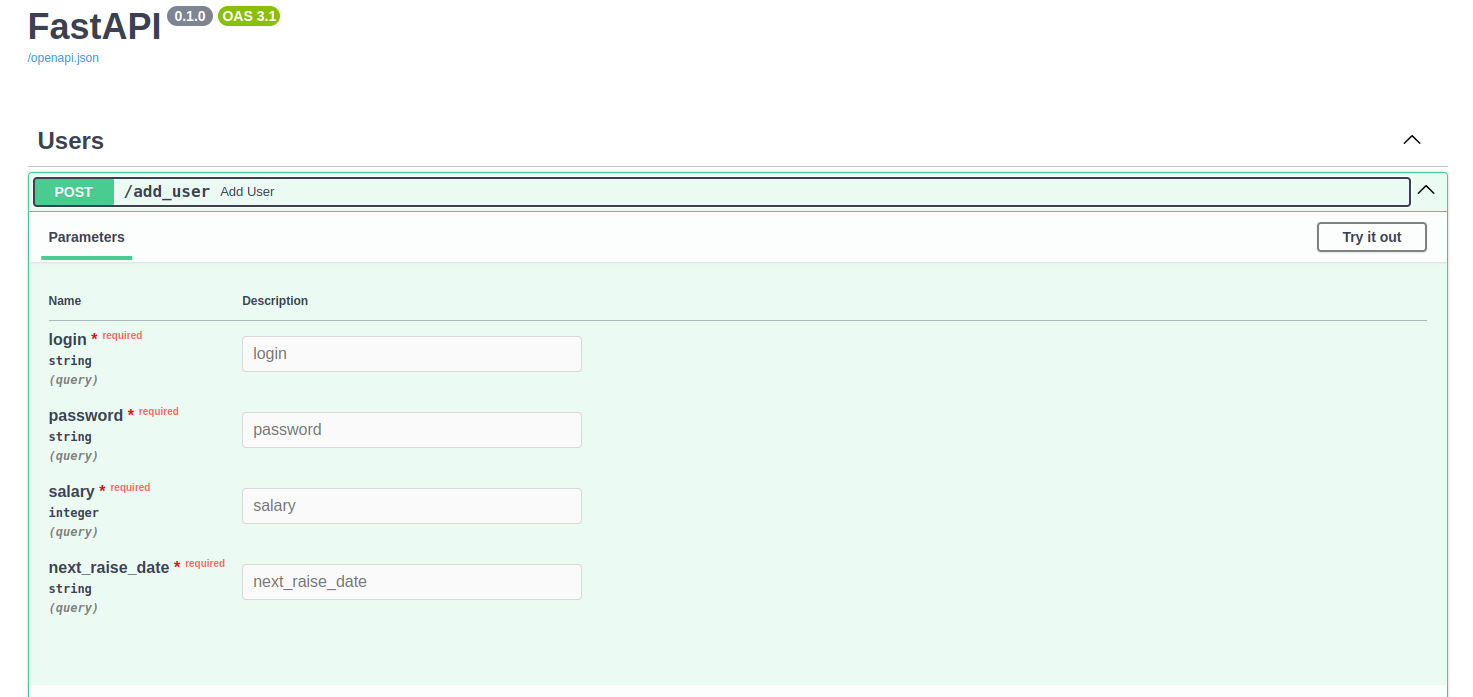 FastAPI 0.1.0 OAS 3.1
/openapi.json
Users
POST /add_user Add User
Parameters Try it out
Name Description
login * required login
string
(query)
password * required password
string
(query)
salary * required salary
integer
(query)
next_raise_date * required next_raise_date
string
(query)